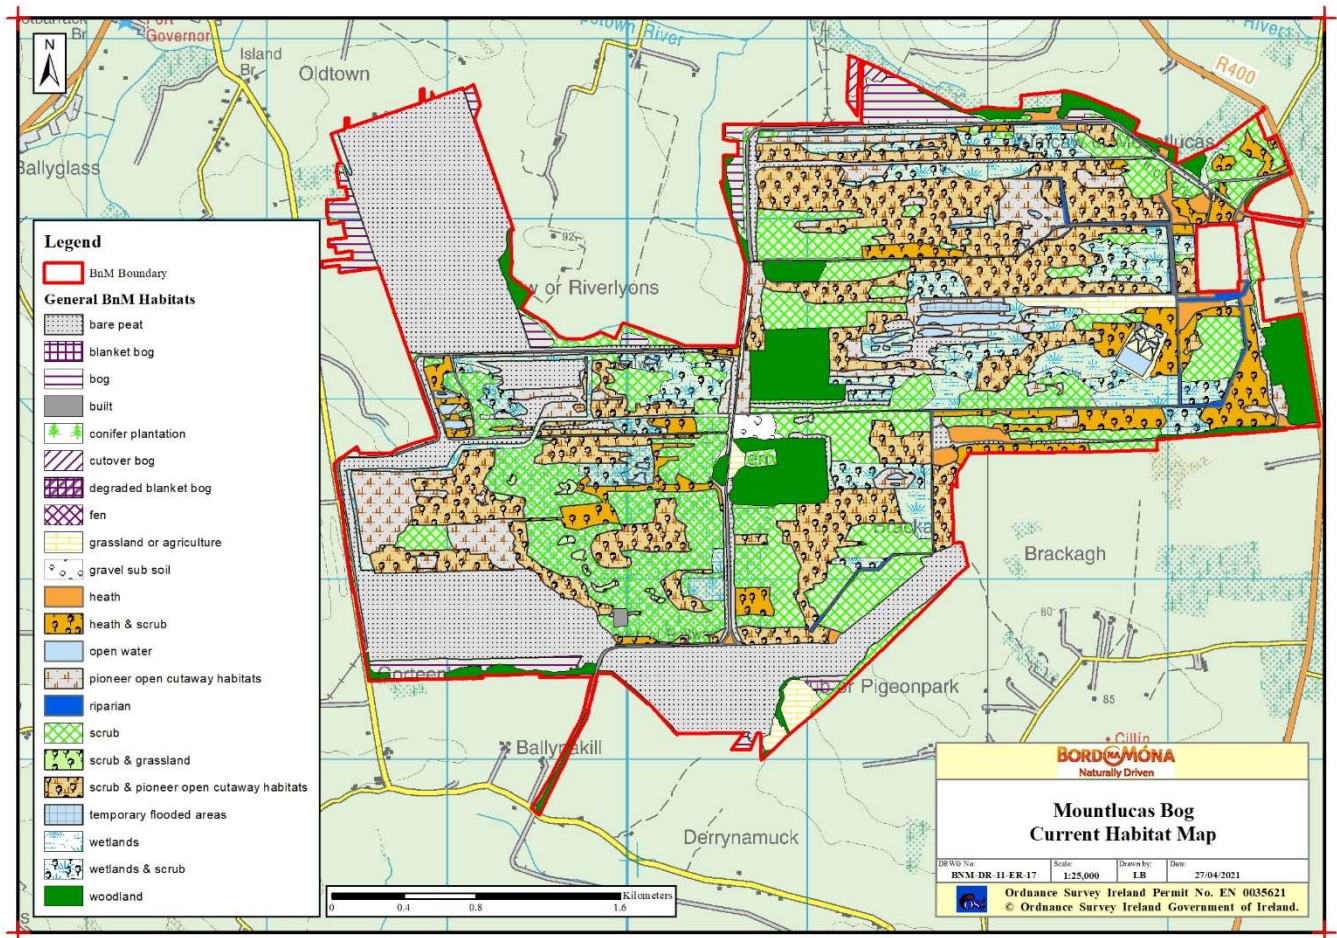 Br
Governor
Island
Br
Oldtown
River
R400
Ballyglass
92
w or Riverlyons
N
Legend
BnM Boundary
General BnM Habitats
bare peat
blanket bog
bog
built
conifer plantation
cutover bog
degraded blanket bog
fen
grassland or agriculture
gravel sub soil
heath
heath & scrub
open water
pioneer open cutaway habitats
riparian
scrub
scrub & grassland
scrub & pioneer open cutaway habitats
temporary flooded areas
wetlands
wetlands & scrub
woodland
Brackagh
80
85
or Pigeonpark
Cillín
Derrynamuck
0 0.4 0.8 1.6
Kilometers
BORD NA MÓNA
Naturally Driven
Mountlucas Bog
Current Habitat Map
DRWG No: Scale: Drawn by: Date:
BNM-DR-11-ER-17 1:25,000 LB 27/04/2021
OSi
Ordnance Survey Ireland Permit No. EN 0035621
© Ordnance Survey Ireland Government of Ireland.